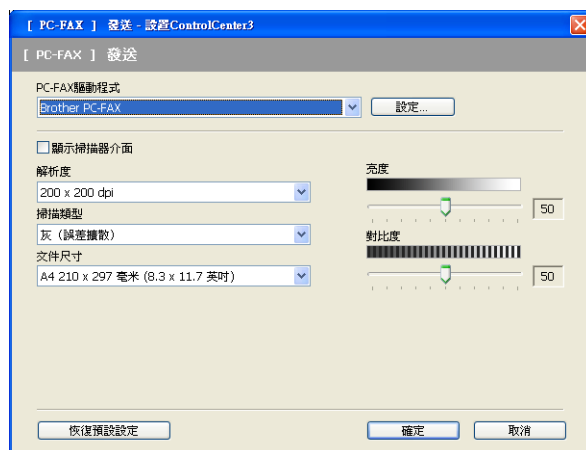 [ PC-FAX ] 發送 - 設置ControlCenter3
[ PC-FAX ] 發送
PC-FAX驅動程式
Brother PC-FAX
設定...
顯示掃描器介面
解析度
200 x 200 dpi
掃描類型
灰（誤差擴散）
文件尺寸
A4 210 x 297 毫米 (8.3 x 11.7 英吋)
亮度
50
對比度
50
恢復預設設定
確定
取消